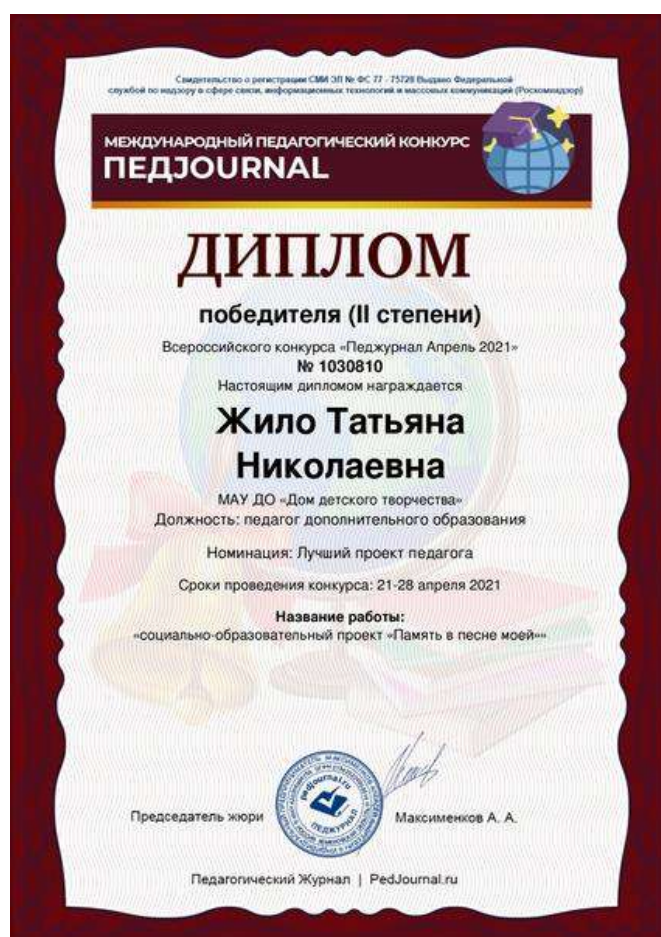 Свидетельство о регистрации СМИ ЭЛ № ФС 77 - 75728 Выдано Федеральной
службой по надзору в сфере связи, информационных технологий и массовых коммуникаций (Роскомнадзор)
МЕЖДУНАРОДНЫЙ ПЕДАГОГИЧЕСКИЙ КОНКУРС
ПЕДJOURNAL
ДИПЛОМ
победителя (II степени)
Всероссийского конкурса «Педжурнал Апрель 2021»
№ 1030810
Настоящим дипломом награждается
Жило Татьяна
Николаевна
МАУ ДО «Дом детского творчества»
Должность: педагог дополнительного образования
Номинация: Лучший проект педагога
Сроки проведения конкурса: 21-28 апреля 2021
Название работы:
«социально-образовательный проект «Память в песне моей»»
pedjournal.ru
ПЕДЖУРНАЛ
Председатель жюри
Максименков А. А.
Педагогический Журнал | PedJournal.ru